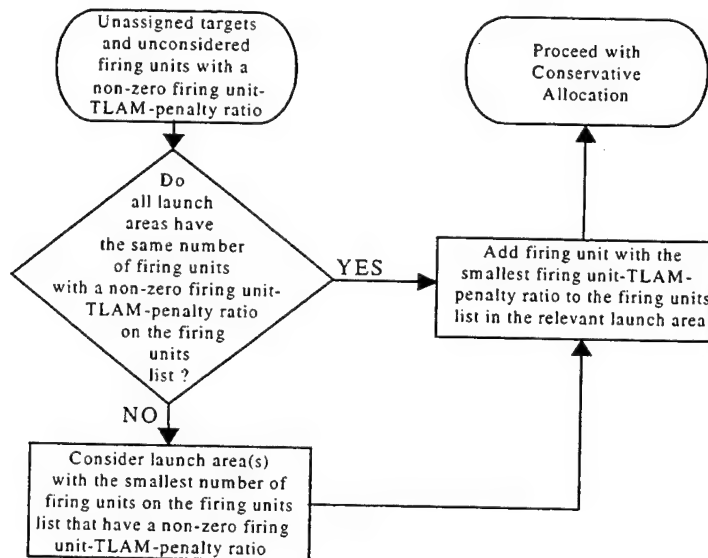 Unassigned targets
and unconsidered
firing units with a
non-zero firing unit-
TLAM-penalty ratio
Proceed with
Conservative
Allocation
Do
all launch
areas have
the same number
of firing units
with a non-zero firing unit-
TLAM-penalty ratio
on the firing
units
list ?
YES
Add firing unit with the
smallest firing unit-TLAM-
penalty ratio to the firing units
list in the relevant launch area
NO
Consider launch area(s)
with the smallest number of
firing units on the firing units
list that have a non-zero firing
unit-TLAM-penalty ratio